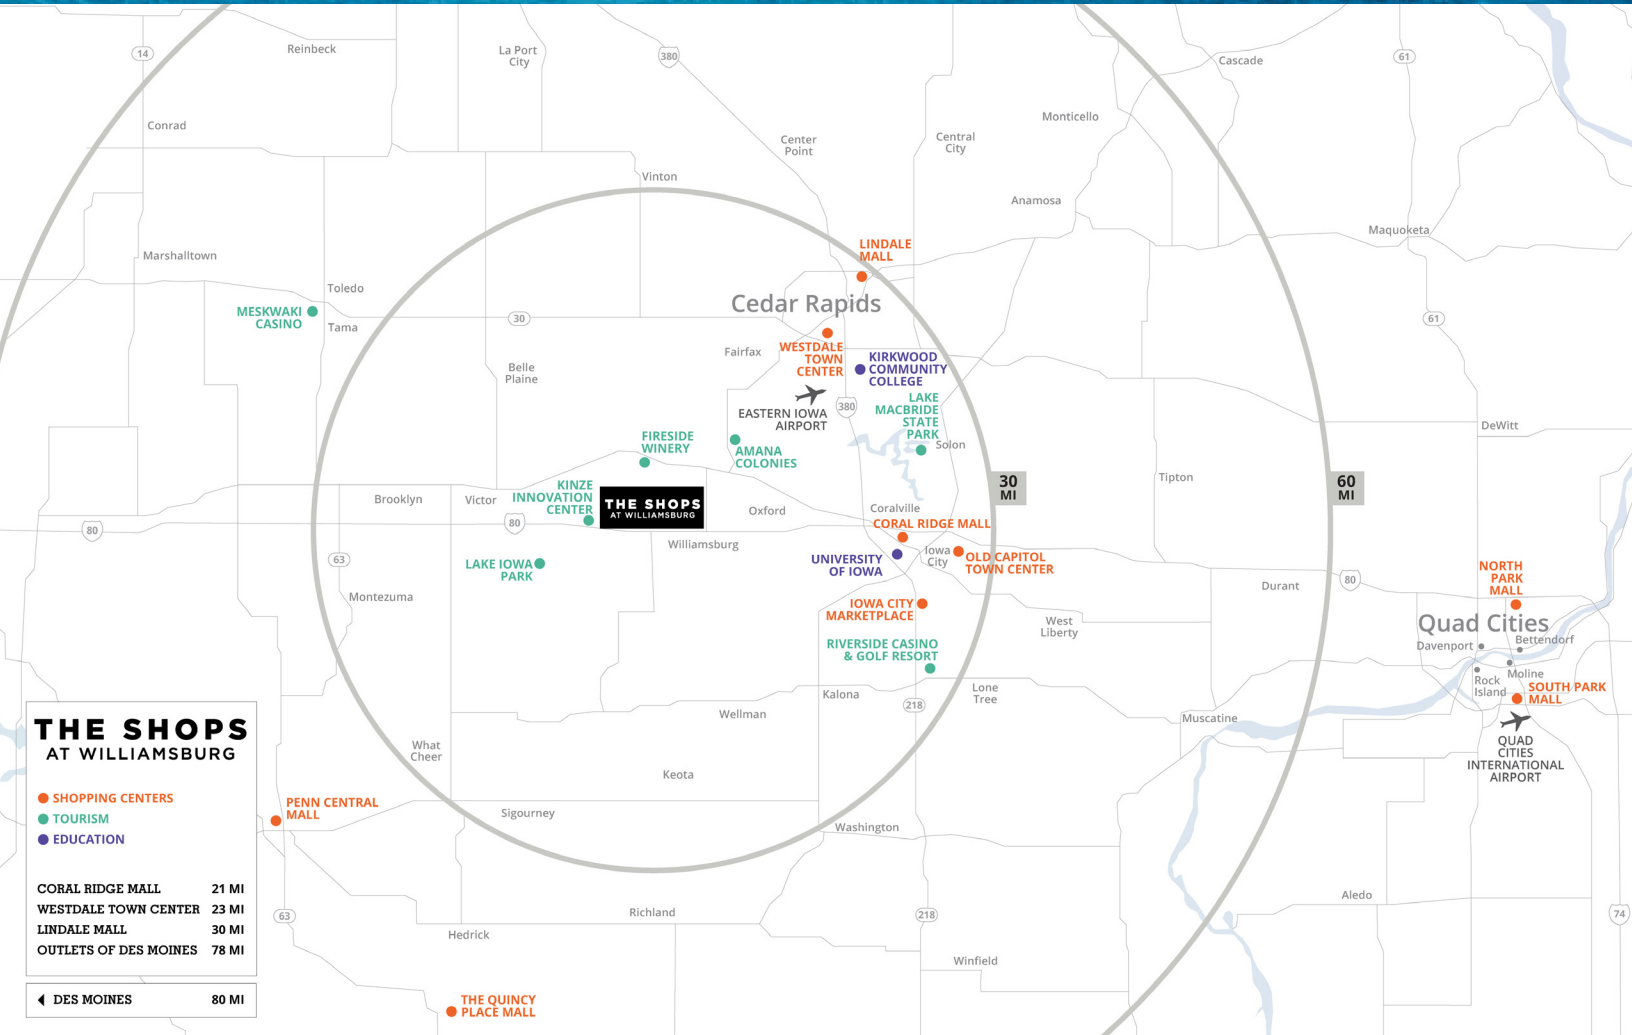 14
Reinbeck
La Port
City
380
Cascade
61
Conrad
Center
Point
Central
City
Monticello
Vinton
Anamosa
Maquoketa
Marshalltown
LINDALE
MALL
Toledo
MESKWAKI
CASINO
Tama
30
Cedar Rapids
61
Belle
Plaine
Fairfax
WESTDALE
TOWN
CENTER
KIRKWOOD
COMMUNITY
COLLEGE
EASTERN IOWA
AIRPORT
380
LAKE
MACBRIDE
STATE
PARK
Solon
DeWitt
FIRESIDE
WINERY
AMANA
COLONIES
30
MI
Tipton
60
MI
Brooklyn
Victor
KINZE
INNOVATION
CENTER
THE SHOPS
AT WILLIAMSBURG
Oxford
Coralville
CORAL RIDGE MALL
80
80
Williamsburg
63
LAKE IOWA
PARK
UNIVERSITY
OF IOWA
Iowa
City
OLD CAPITOL
TOWN CENTER
Durant
80
NORTH
PARK
MALL
Montezuma
IOWA CITY
MARKETPLACE
West
Liberty
Quad Cities
Davenport
Bettendorf
RIVERSIDE CASINO
& GOLF RESORT
Moline
Rock
Island
SOUTH PARK
MALL
Kalona
218
Lone
Tree
Wellman
Muscatine
QUAD
CITIES
INTERNATIONAL
AIRPORT
What
Cheer
Keota
PENN CENTRAL
MALL
Sigourney
Washington
THE SHOPS
AT WILLIAMSBURG
SHOPPING CENTERS
TOURISM
EDUCATION
CORAL RIDGE MALL 21 MI
WESTDALE TOWN CENTER 23 MI
LINDALE MALL 30 MI
OUTLETS OF DES MOINES 78 MI
DES MOINES 80 MI
63
Richland
218
Aledo
74
Hedrick
Winfield
THE QUINCY
PLACE MALL